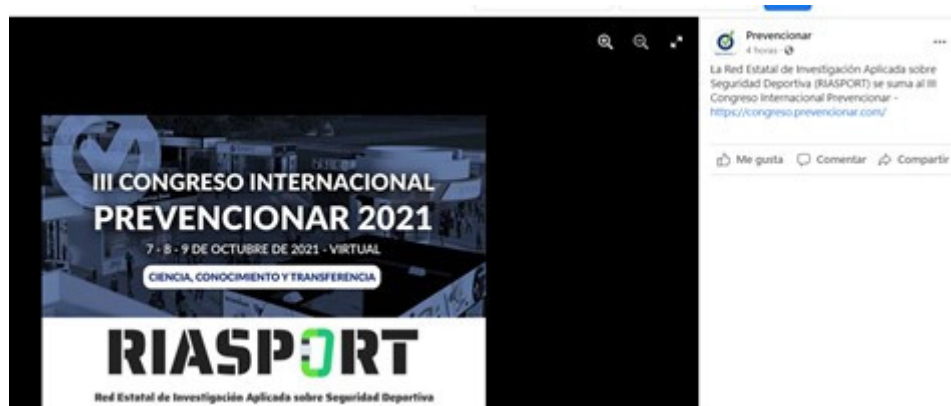 III CONGRESO INTERNACIONAL
PREVENCIONAR 2021
7 - 8 - 9 DE OCTUBRE DE 2021 - VIRTUAL
CIENCIA, CONOCIMIENTO Y TRANSFERENCIA
RIASPORT
Red Estatal de Investigación Aplicada sobre Seguridad Deportiva
Prevencionar
4 horas ·
La Red Estatal de Investigación Aplicada sobre
Seguridad Deportiva (RIASPORT) se suma al III
Congreso Internacional Prevencionar -
https://congreso.prevencionar.com/
Me gusta Comentar Compartir